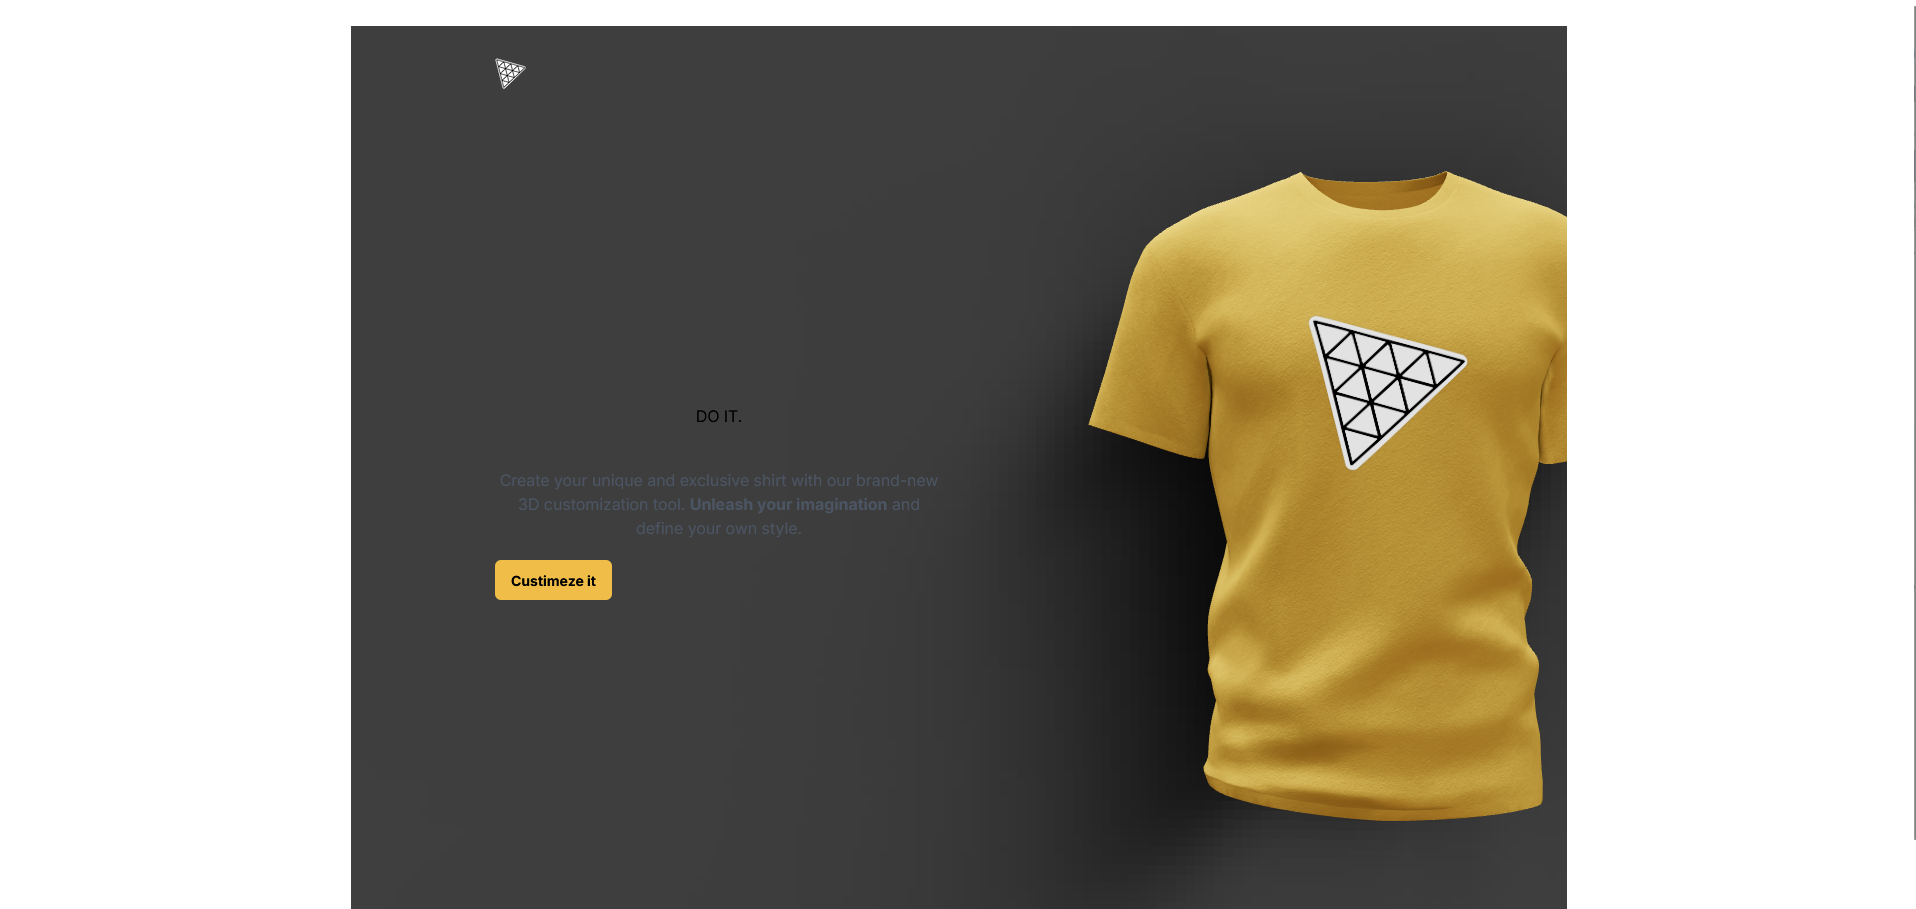 DO IT.
Create your unique and exclusive shirt with our brand-new
3D customization tool. Unleash your imagination and
define your own style.
Custimeze it